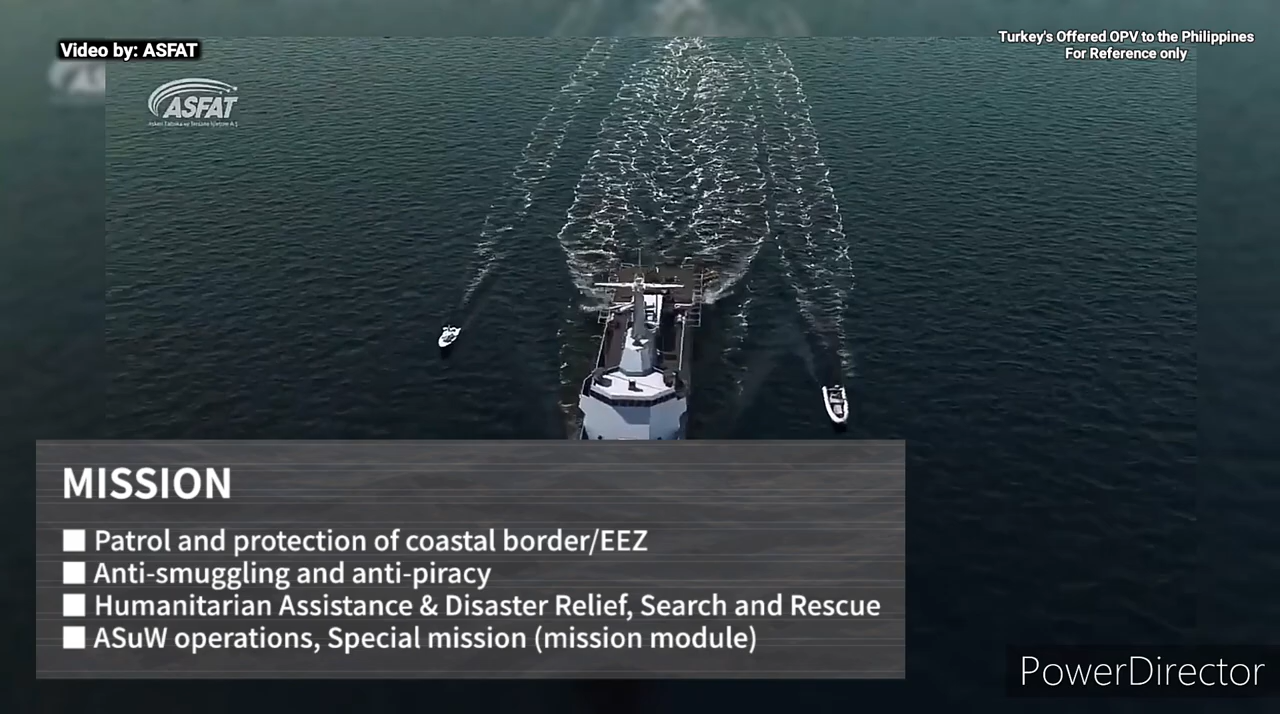 Video by: ASFAT
Turkey's Offered OPV to the Philippines
For Reference only
ASFAT
MISSION
Patrol and protection of coastal border/EEZ
Anti-smuggling and anti-piracy
Humanitarian Assistance & Disaster Relief, Search and Rescue
ASuW operations, Special mission (mission module)
PowerDirector